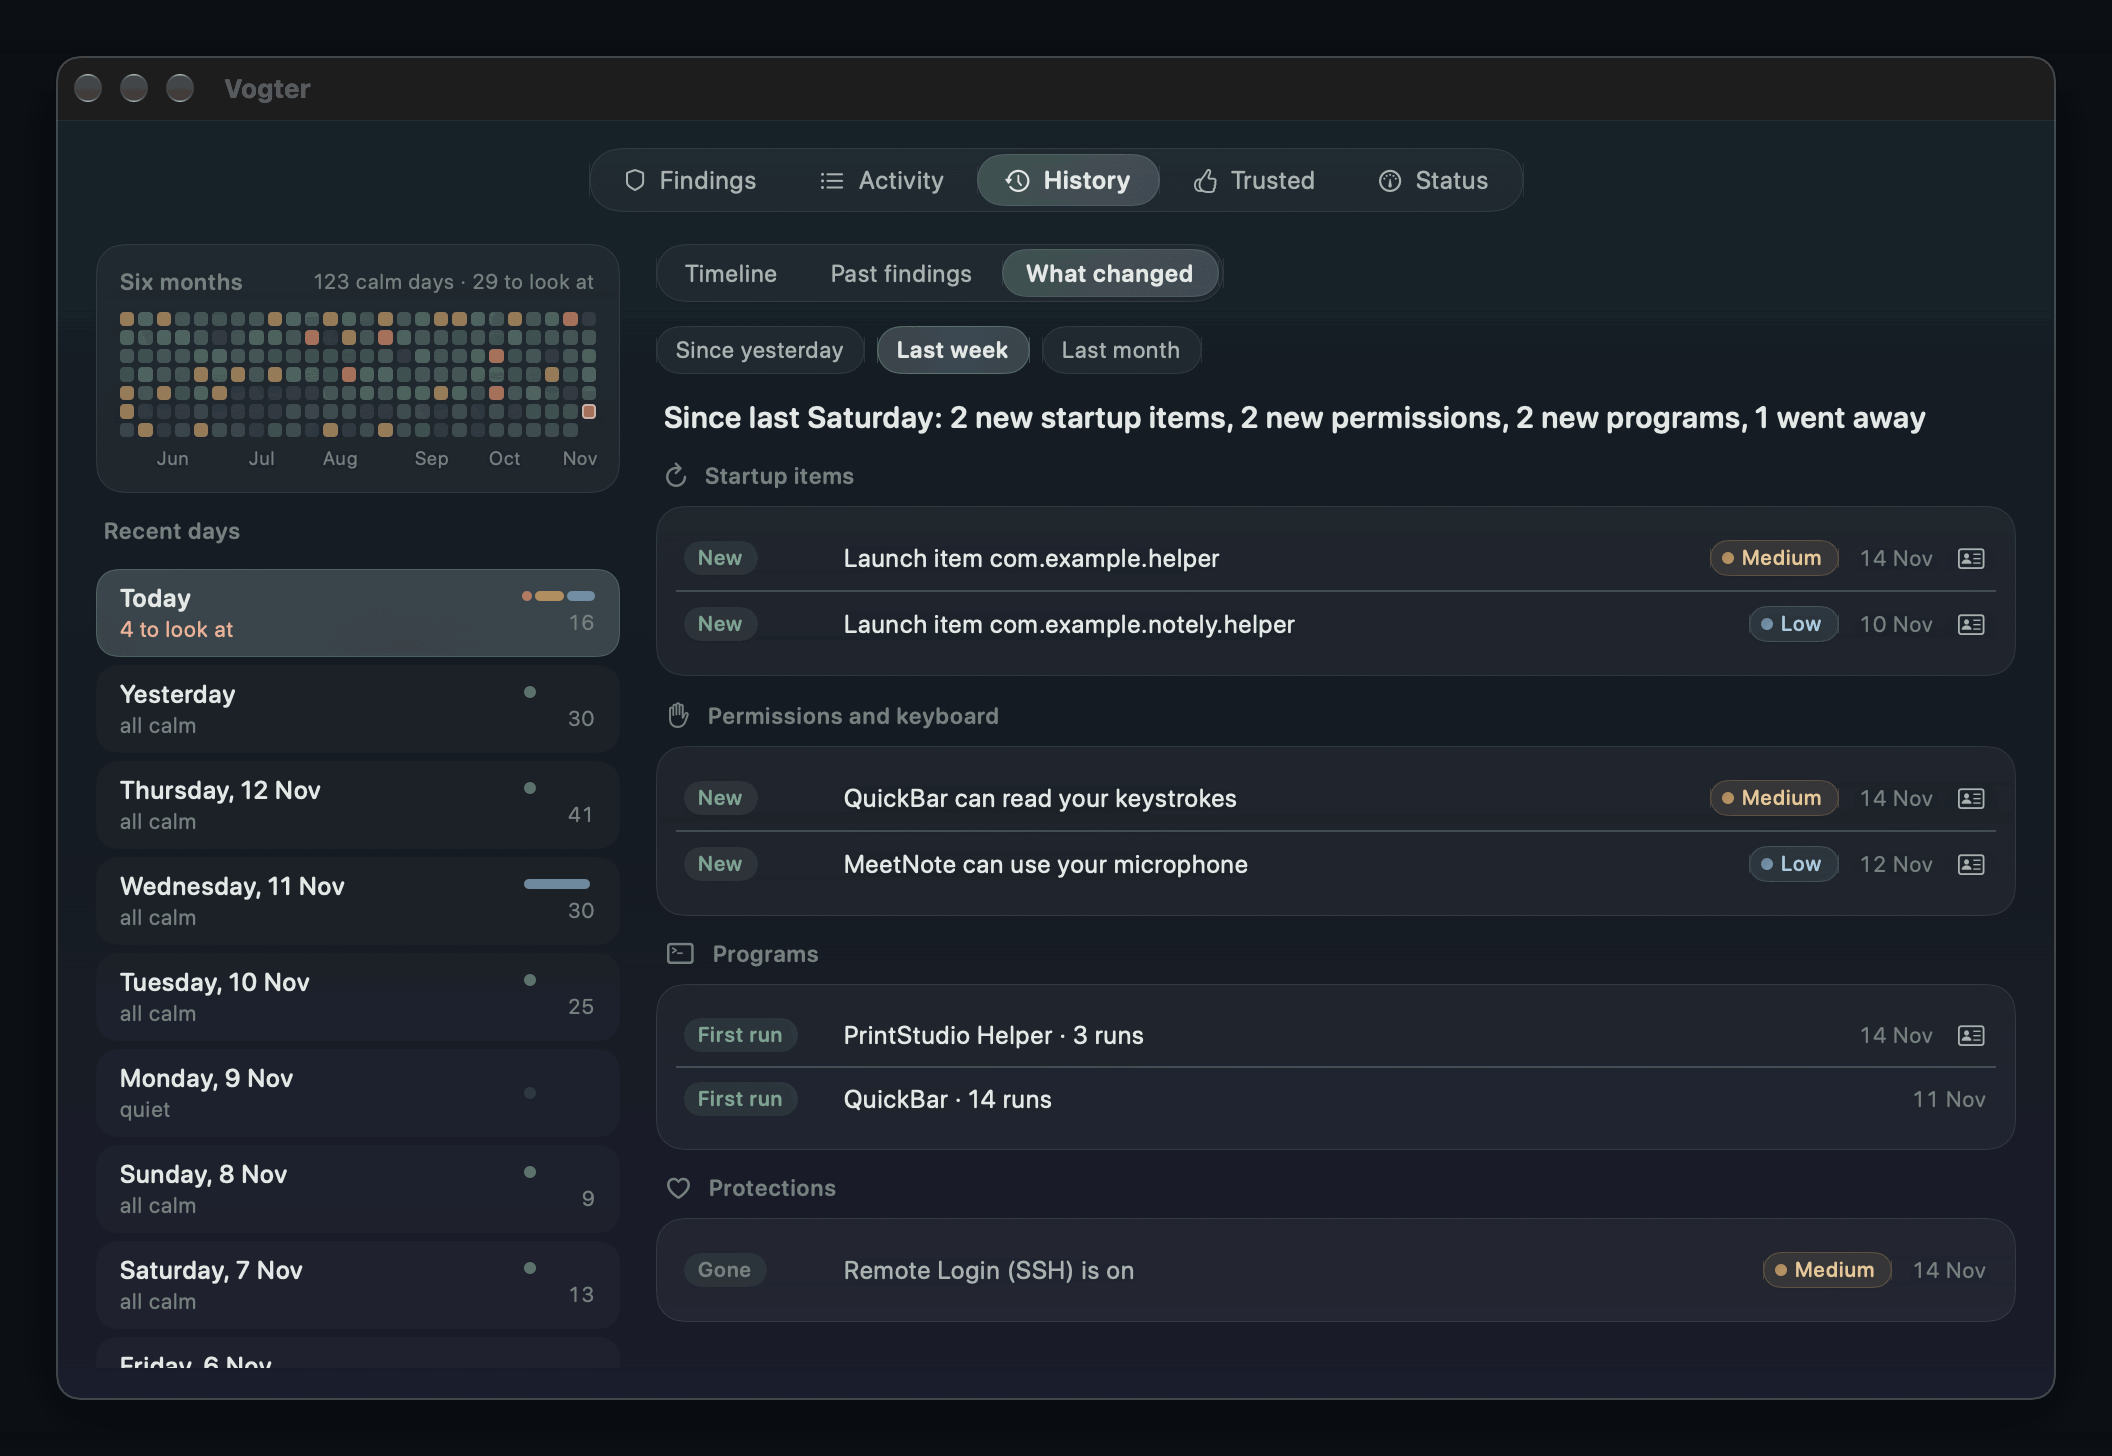 Vogter
Findings
Activity
History
Trusted
Status
Six months
123 calm days · 29 to look at
Jun Jul Aug Sep Oct Nov
Recent days
Today
4 to look at
16
Yesterday
all calm
30
Thursday, 12 Nov
all calm
41
Wednesday, 11 Nov
all calm
30
Tuesday, 10 Nov
all calm
25
Monday, 9 Nov
quiet
Sunday, 8 Nov
all calm
9
Saturday, 7 Nov
all calm
13
Friday, 6 Nov
Timeline
Past findings
What changed
Since yesterday
Last week
Last month
Since last Saturday: 2 new startup items, 2 new permissions, 2 new programs, 1 went away
Startup items
New Launch item com.example.helper Medium 14 Nov
New Launch item com.example.notely.helper Low 10 Nov
Permissions and keyboard
New QuickBar can read your keystrokes Medium 14 Nov
New MeetNote can use your microphone Low 12 Nov
Programs
First run PrintStudio Helper · 3 runs 14 Nov
First run QuickBar · 14 runs 11 Nov
Protections
Gone Remote Login (SSH) is on Medium 14 Nov